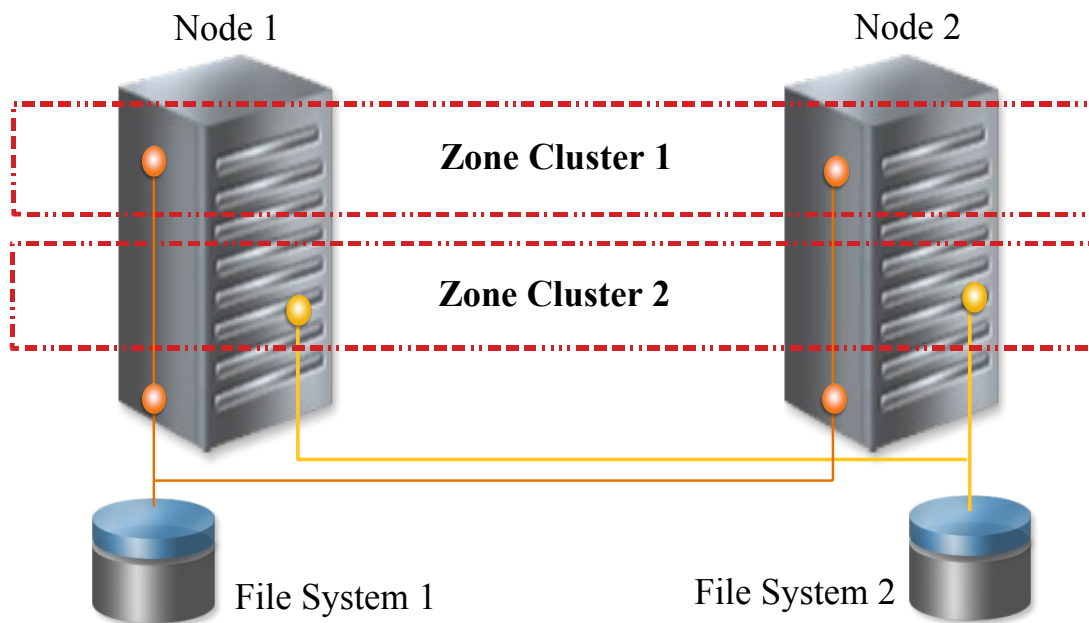 Node 1
Node 2
Zone Cluster 1
Zone Cluster 2
File System 1
File System 2